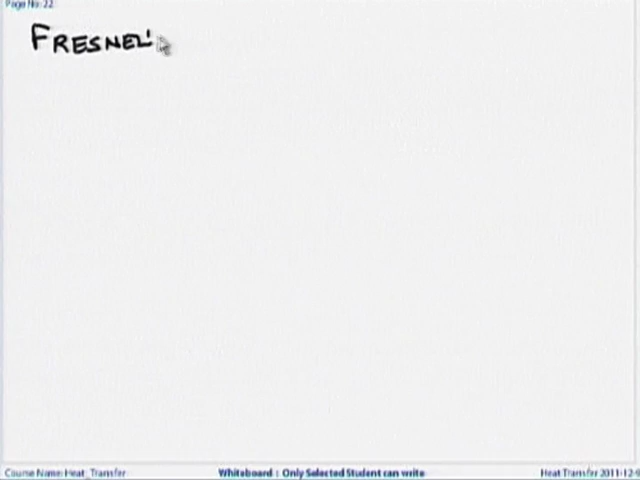 Page No: 22
FRESNEL'
Course Name: Heat_Transfer
Whiteboard : Only Selected Student can write
Heat Transfer 2011-12-